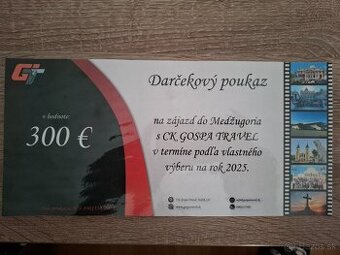 GT
Darčekový poukaz
v hodnote:
300 €
na zájazd do Medžugoria
s CK GOSPA TRAVEL
v termíne podľa vlastného
výberu na rok 2025.